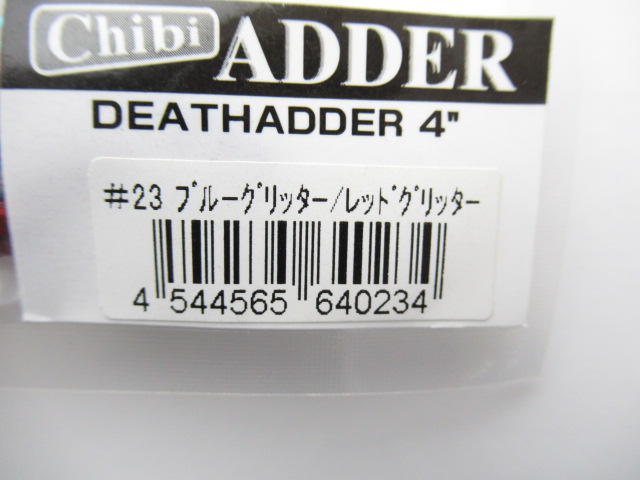 Chibi ADDER
DEATHADDER 4"
#23 ブルーグリッター/レッドグリッター
4 544565 640234